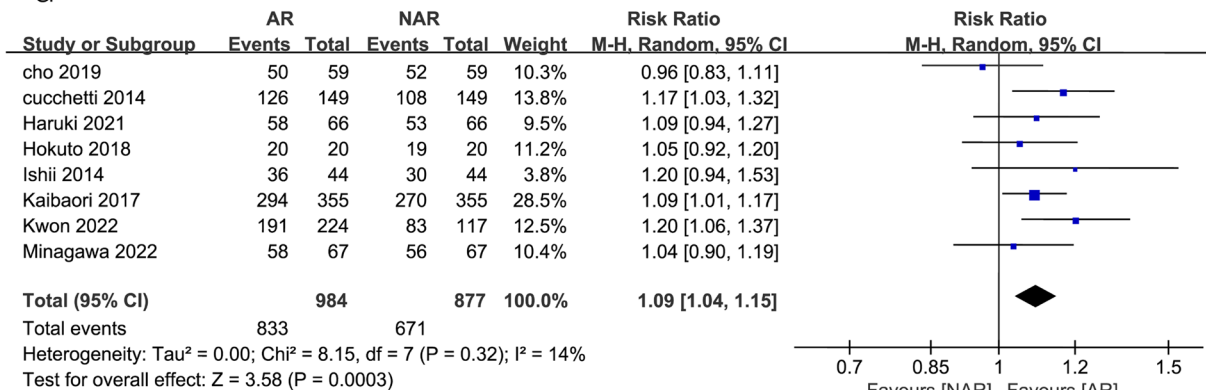 AR NAR Risk Ratio Risk Ratio
Study or Subgroup Events Total Events Total Weight M-H, Random, 95% CI M-H, Random, 95% CI
cho 2019 50 59 52 59 10.3% 0.96 [0.83, 1.11]
cucchetti 2014 126 149 108 149 13.8% 1.17 [1.03, 1.32]
Haruki 2021 58 66 53 66 9.5% 1.09 [0.94, 1.27]
Hokuto 2018 20 20 19 20 11.2% 1.05 [0.92, 1.20]
Ishii 2014 36 44 30 44 3.8% 1.20 [0.94, 1.53]
Kaibaori 2017 294 355 270 355 28.5% 1.09 [1.01, 1.17]
Kwon 2022 191 224 83 117 12.5% 1.20 [1.06, 1.37]
Minagawa 2022 58 67 56 67 10.4% 1.04 [0.90, 1.19]
Total (95% CI) 984 877 100.0% 1.09 [1.04, 1.15]
Total events 833 671
Heterogeneity: Tau² = 0.00; Chi² = 8.15, df = 7 (P = 0.32); I² = 14%
Test for overall effect: Z = 3.58 (P = 0.0003)
0.7 0.85 1 1.2 1.5
Favours [NAR] Favours [AR]